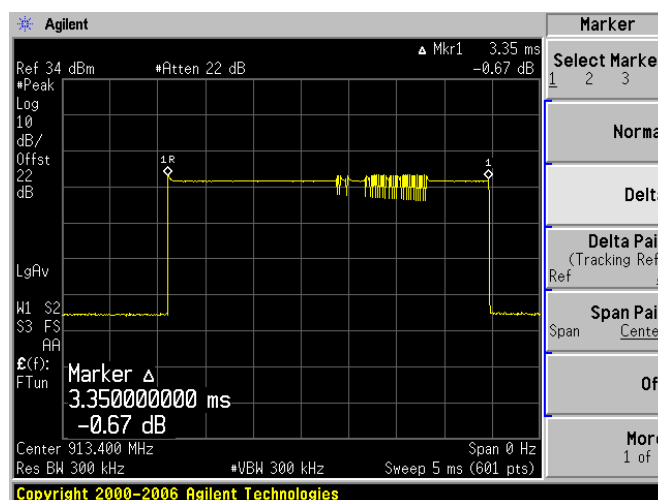 Agilent
Marker
Δ Mkr1 3.35 ms
Ref 34 dBm #Atten 22 dB -0.67 dB
#Peak
Log
10
dB/
Offst
22
dB
1R
1
LgAv
W1 S2
S3 FS
AA
£(f):
FTun
Marker Δ
3.350000000 ms
-0.67 dB
Center 913.400 MHz Span 0 Hz
Res BW 300 kHz #VBW 300 kHz Sweep 5 ms (601 pts)
Copyright 2000-2006 Agilent Technologies
Select Marke
1 2 3
Norma
Delt
Delta Pai
(Tracking Ref
Ref
Span Pai
Span Cente
Of
Mor
1 of